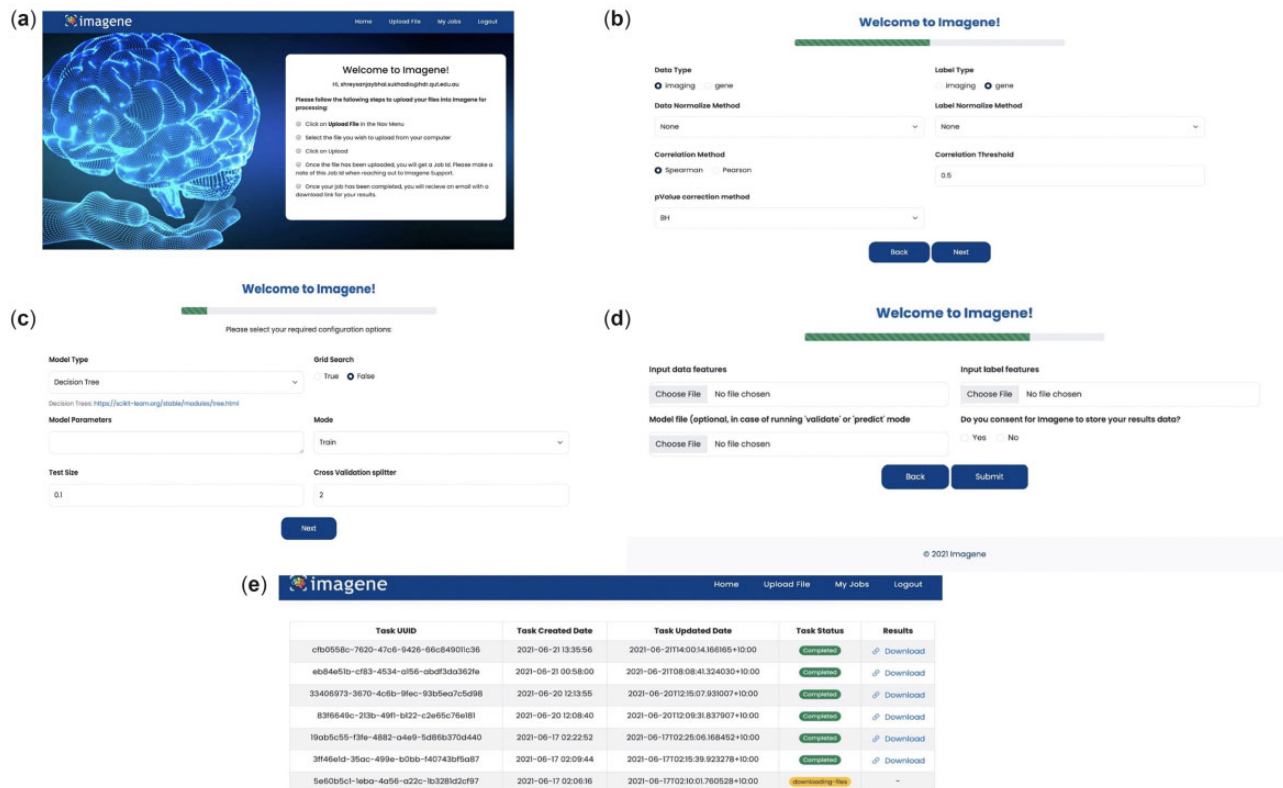 (a)
imagene
Home Upload File My Jobs Logout
Welcome to Imagene!
Hi, shreysanjaybhai.sukhadia@hdr.qut.edu.au
Please follow the following steps to upload your files into Imagene for
processing:
Click on Upload File in the Nav Menu
Select the file you wish to upload from your computer
Click on Upload
Once the file has been uploaded, you will get a Job Id. Please make a
note of this Job Id when reaching out to Imagene Support.
Once your job has been completed, you will recieve an email with a
download link for your results.
(b)
Welcome to Imagene!
Data Type Label Type
imaging gene imaging gene
Data Normalize Method Label Normalize Method
None None
Correlation Method Correlation Threshold
Spearman Pearson 0.5
pValue correction method
BH
Back Next
(c)
Welcome to Imagene!
Please select your required configuration options:
Model Type Grid Search
Decision Tree True False
Decision Trees: https://scikit-learn.org/stable/modules/tree.html
Model Parameters Mode
Train
Test Size Cross Validation splitter
0.1 2
Next
(d)
Welcome to Imagene!
Input data features Input label features
Choose File No file chosen Choose File No file chosen
Model file (optional, in case of running 'validate' or 'predict' mode Do you consent for Imagene to store your results data?
Choose File No file chosen Yes No
Back Submit
© 2021 Imagene
(e)
imagene
Home Upload File My Jobs Logout
Task UUID Task Created Date Task Updated Date Task Status Results
cfb0558c-7620-47c6-9426-66c849011c36 2021-06-21 13:35:56 2021-06-21T14:00:14.166165+10:00 Completed Download
eb84e51b-cf83-4534-a156-abdf3da362fe 2021-06-21 00:58:00 2021-06-21T08:08:41.324030+10:00 Completed Download
33406973-3670-4c6b-9fec-93b5ea7c5d98 2021-06-20 12:13:55 2021-06-20T12:15:07.931007+10:00 Completed Download
83f6649c-213b-49f1-b122-c2e65c76e181 2021-06-20 12:08:40 2021-06-20T12:09:31.837907+10:00 Completed Download
19ab5c55-f3fe-4882-a4e9-5d86b370d440 2021-06-17 02:22:52 2021-06-17T02:25:06.168452+10:00 Completed Download
3ff46e1d-35ac-499e-b0bb-f40743bf5a87 2021-06-17 02:09:44 2021-06-17T02:15:39.923278+10:00 Completed Download
5e60b5c1-1eba-4a56-a22c-1b3281d2cf97 2021-06-17 02:06:16 2021-06-17T02:10:01.760528+10:00 downloading-files -